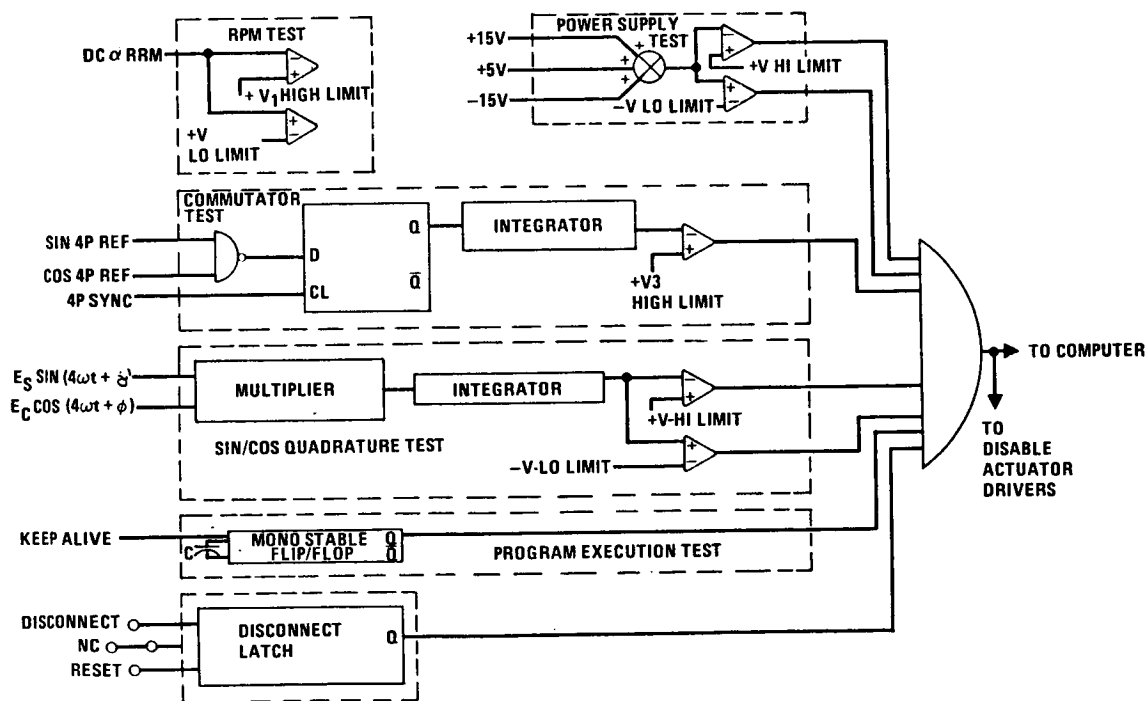 RPM TEST
DC α RRM
+ V1 HIGH LIMIT
+V
LO LIMIT
POWER SUPPLY
TEST
+15V
+5V
-15V
+V HI LIMIT
-V LO LIMIT
COMMUTATOR
TEST
SIN 4P REF
COS 4P REF
4P SYNC
D
CL
Q
Q̅
INTEGRATOR
+V3
HIGH LIMIT
ES SIN (4ωt + )
EC COS (4ωt + ϕ)
MULTIPLIER
INTEGRATOR
+V-HI LIMIT
-V-LO LIMIT
SIN/COS QUADRATURE TEST
TO COMPUTER
TO
DISABLE
ACTUATOR
DRIVERS
KEEP ALIVE
C
MONO STABLE
FLIP/FLOP
Q
Q̅
PROGRAM EXECUTION TEST
DISCONNECT
NC
RESET
DISCONNECT
LATCH
Q